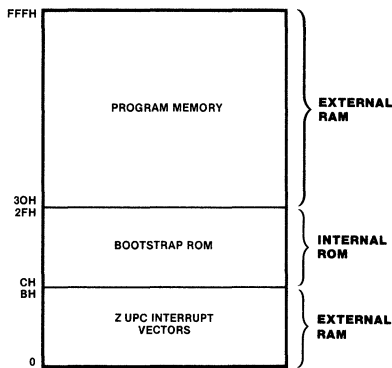 FFFH
PROGRAM MEMORY
EXTERNAL
RAM
30H
2FH
BOOTSTRAP ROM
INTERNAL
ROM
CH
BH
Z UPC INTERRUPT
VECTORS
EXTERNAL
RAM
0